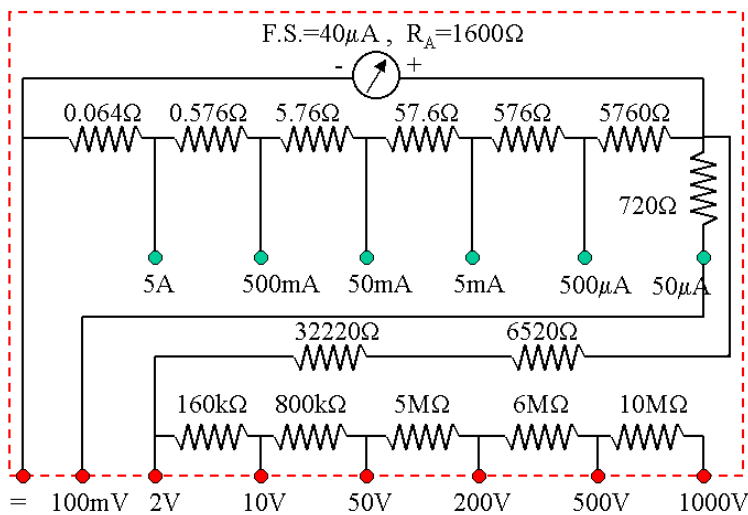 F.S.=40μA , R_A=1600Ω
- +
0.064Ω 0.576Ω 5.76Ω 57.6Ω 576Ω 5760Ω
720Ω
5A 500mA 50mA 5mA 500μA 50μA
32220Ω 6520Ω
160kΩ 800kΩ 5MΩ 6MΩ 10MΩ
= 100mV 2V 10V 50V 200V 500V 1000V